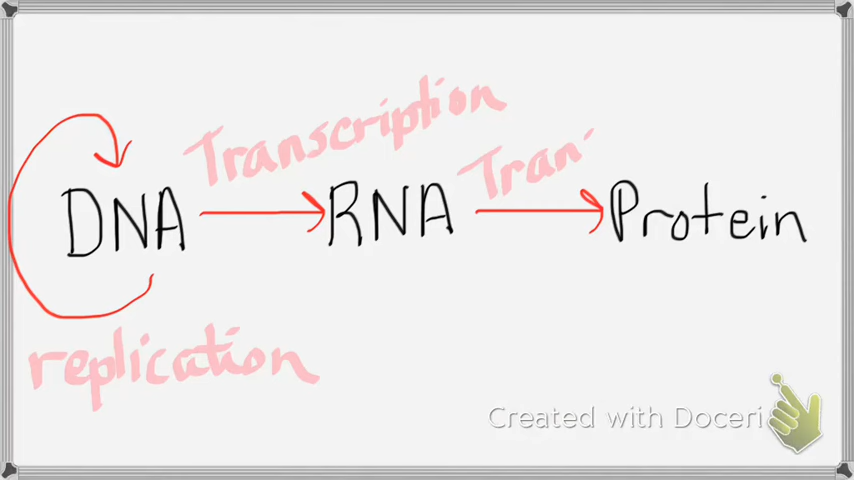 Transcription
Tran
DNA → RNA → Protein
replication
Created with Doceri